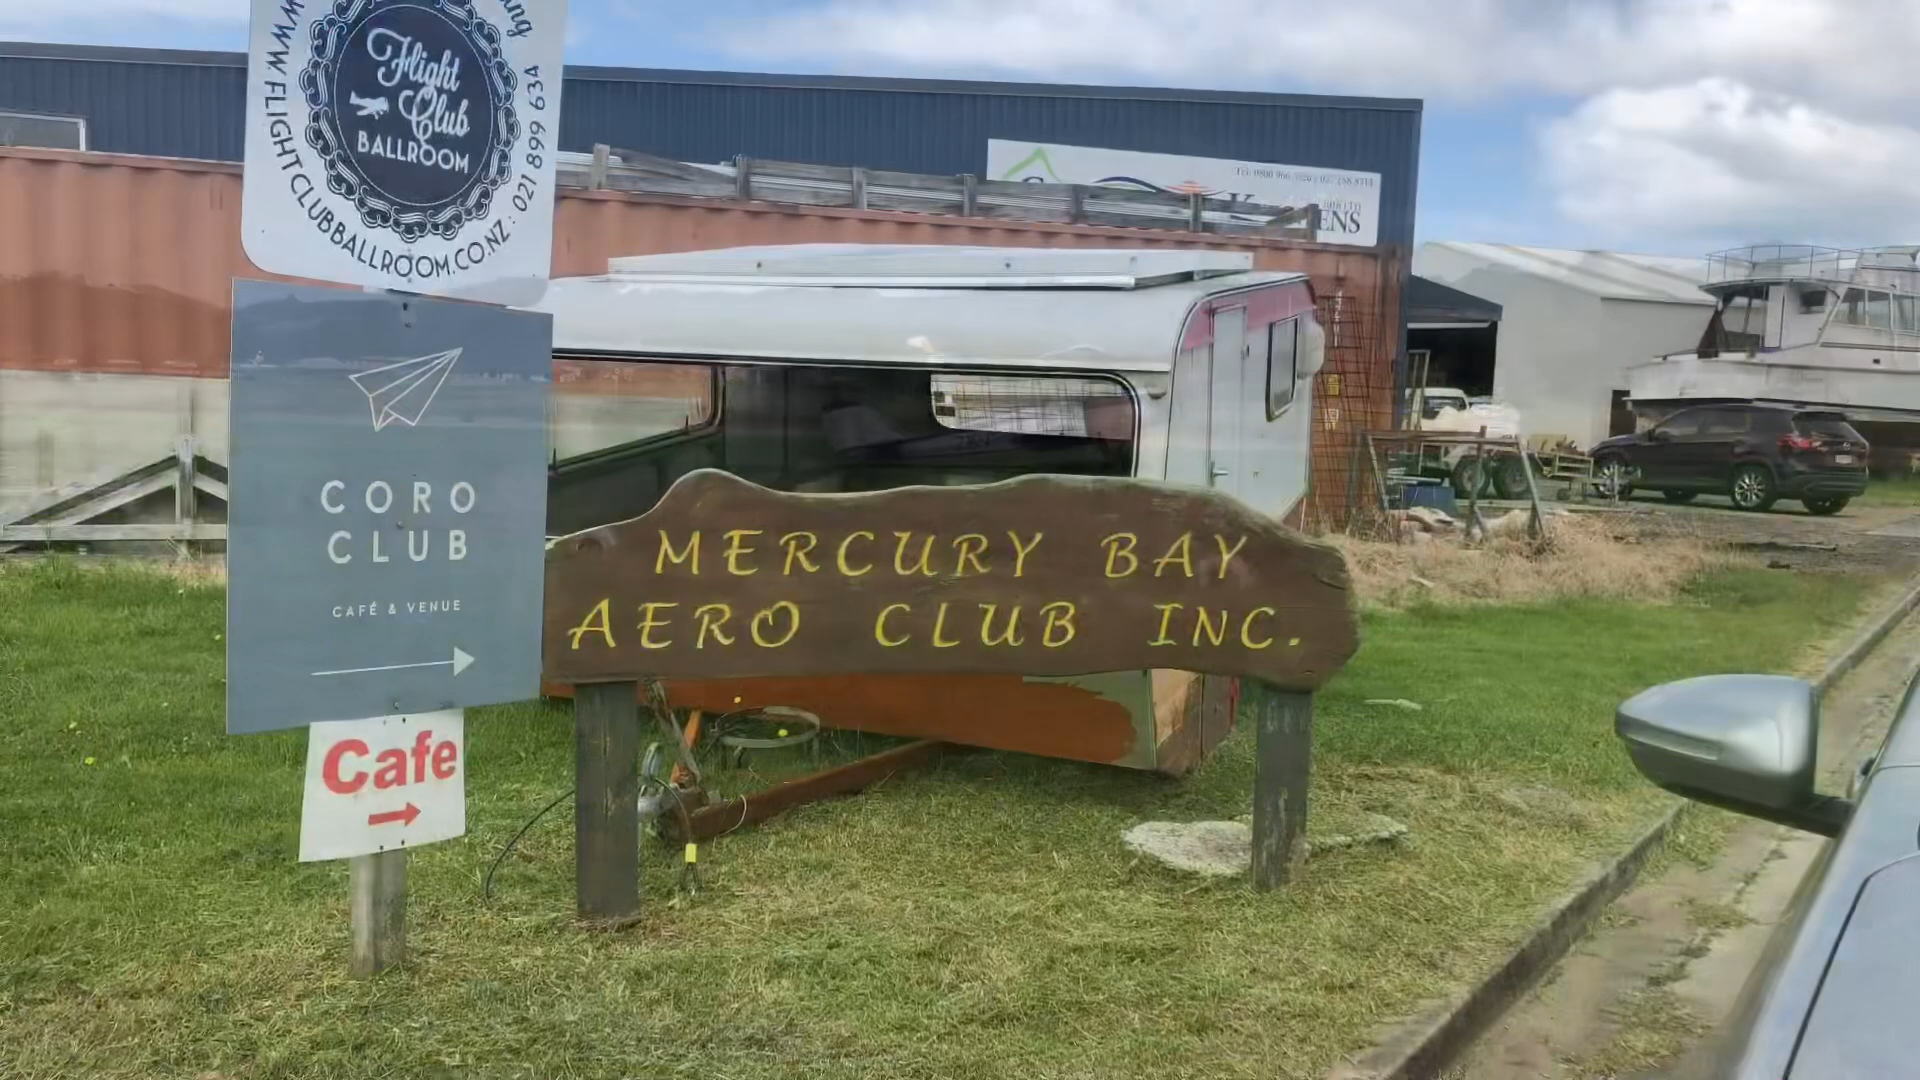 Flight
Club
BALLROOM
WWW.FLIGHTCLUBBALLROOM.CO.NZ : 021 899 634
CORO
CLUB
CAFÉ & VENUE
Cafe
MERCURY BAY
AERO CLUB INC.